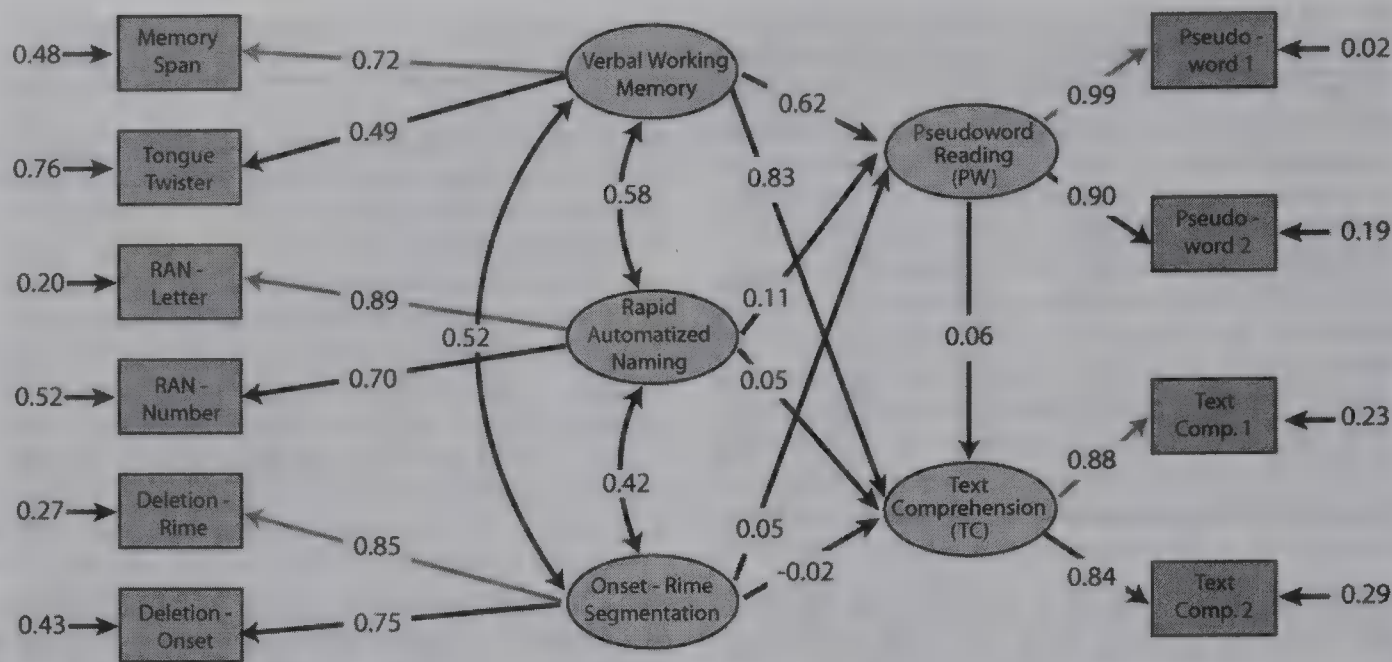 0.48
Memory
Span
0.72
Verbal Working
Memory
0.62
0.99
Pseudo -
word 1
0.02
0.76
Tongue
Twister
0.49
0.58
0.83
Pseudoword
Reading
(PW)
0.90
Pseudo -
word 2
0.19
0.20
RAN -
Letter
0.89
0.52
Rapid
Automatized
Naming
0.11
0.05
0.06
0.52
RAN -
Number
0.70
0.42
0.88
Text
Comp. 1
0.23
0.27
Deletion -
Rime
0.85
0.05
-0.02
Text
Comprehension
(TC)
0.84
Text
Comp. 2
0.29
0.43
Deletion -
Onset
0.75
Onset - Rime
Segmentation